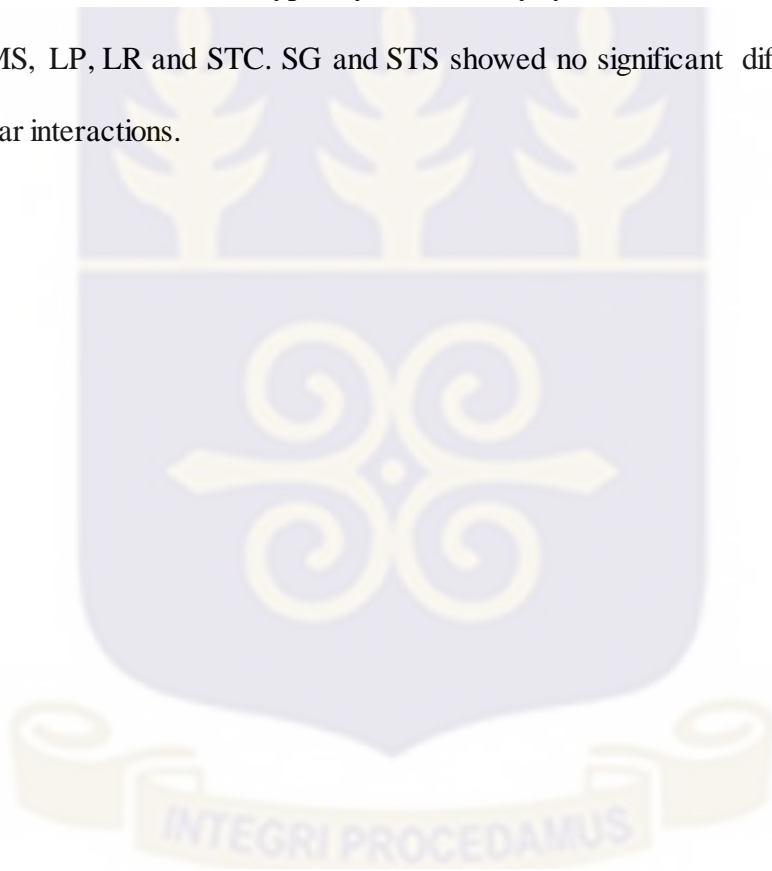 MS, LP, LR and STC. SG and STS showed no significant dif
ar interactions.
INTEGRI PROCEDAMUS